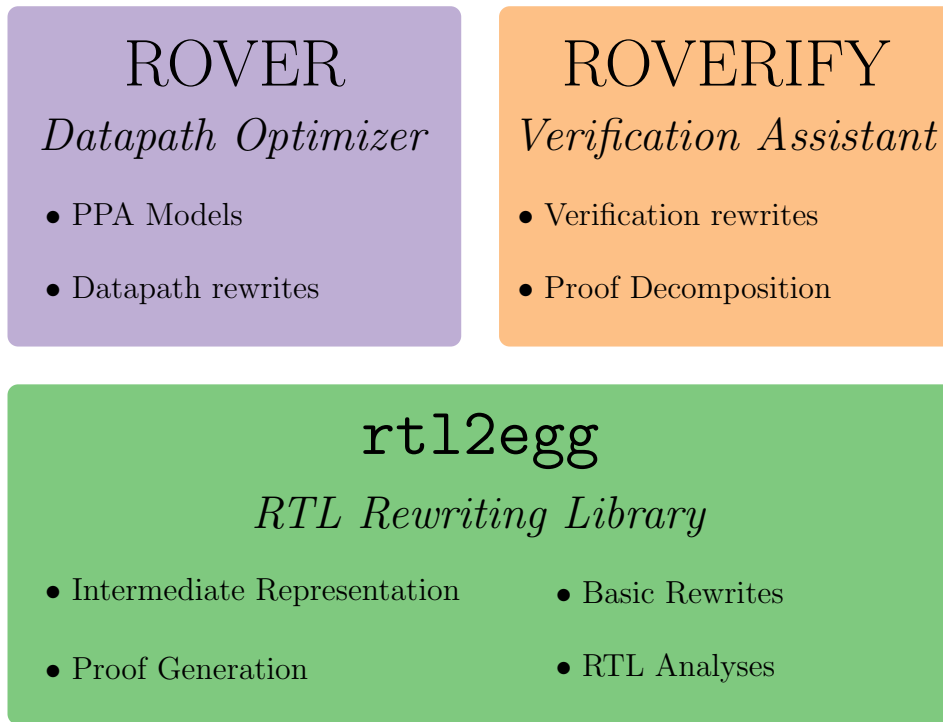 ROVER
Datapath Optimizer
• PPA Models
• Datapath rewrites
ROVERIFY
Verification Assistant
• Verification rewrites
• Proof Decomposition
rtl2egg
RTL Rewriting Library
• Intermediate Representation
• Proof Generation
• Basic Rewrites
• RTL Analyses